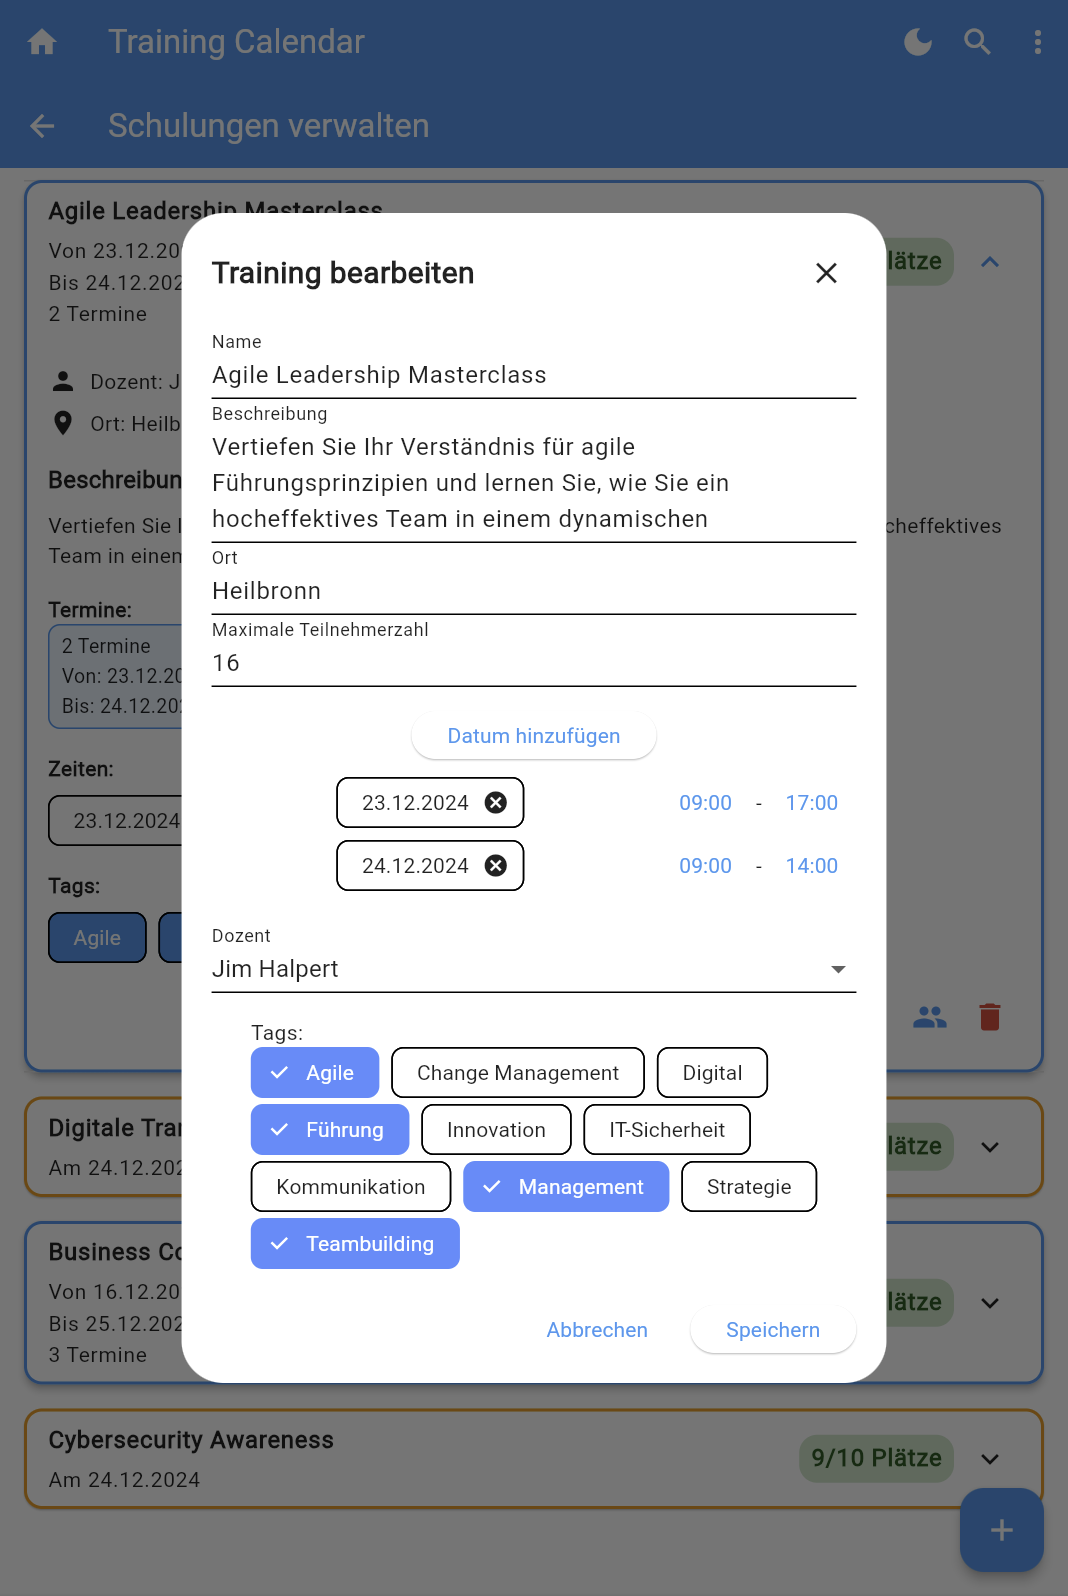 Training Calendar
Schulungen verwalten
Agile Leadership Masterclass
Von 23.12.20
Bis 24.12.202
2 Termine
lätze
Dozent: J
Ort: Heilb
Beschreibun
Vertiefen Sie I
cheffektives
Team in einem
Termine:
2 Termine
Von: 23.12.20
Bis: 24.12.202
Zeiten:
23.12.2024
Tags:
Agile
Training bearbeiten
Name
Agile Leadership Masterclass
Beschreibung
Vertiefen Sie Ihr Verständnis für agile
Führungsprinzipien und lernen Sie, wie Sie ein
hocheffektives Team in einem dynamischen
Ort
Heilbronn
Maximale Teilnehmerzahl
16
Datum hinzufügen
23.12.2024 09:00 - 17:00
24.12.2024 09:00 - 14:00
Dozent
Jim Halpert
Tags:
Agile Change Management Digital
Führung Innovation IT-Sicherheit
Kommunikation Management Strategie
Teambuilding
Abbrechen Speichern
Digitale Tra
Am 24.12.202
lätze
Business Co
Von 16.12.20
Bis 25.12.202
3 Termine
lätze
Cybersecurity Awareness
Am 24.12.2024
9/10 Plätze